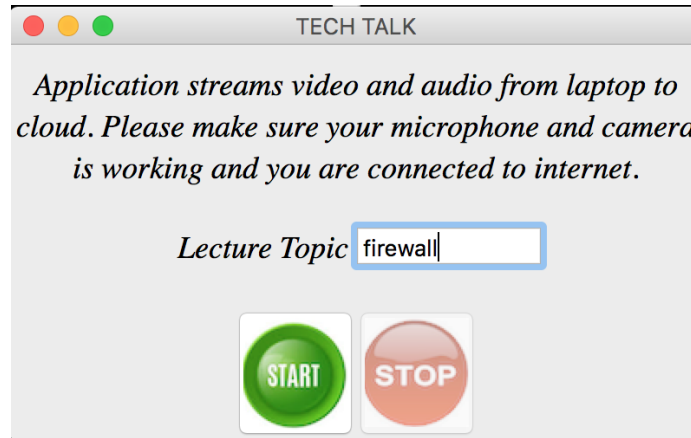 TECH TALK
Application streams video and audio from laptop to
cloud. Please make sure your microphone and camera
is working and you are connected to internet.
Lecture Topic firewall
START STOP